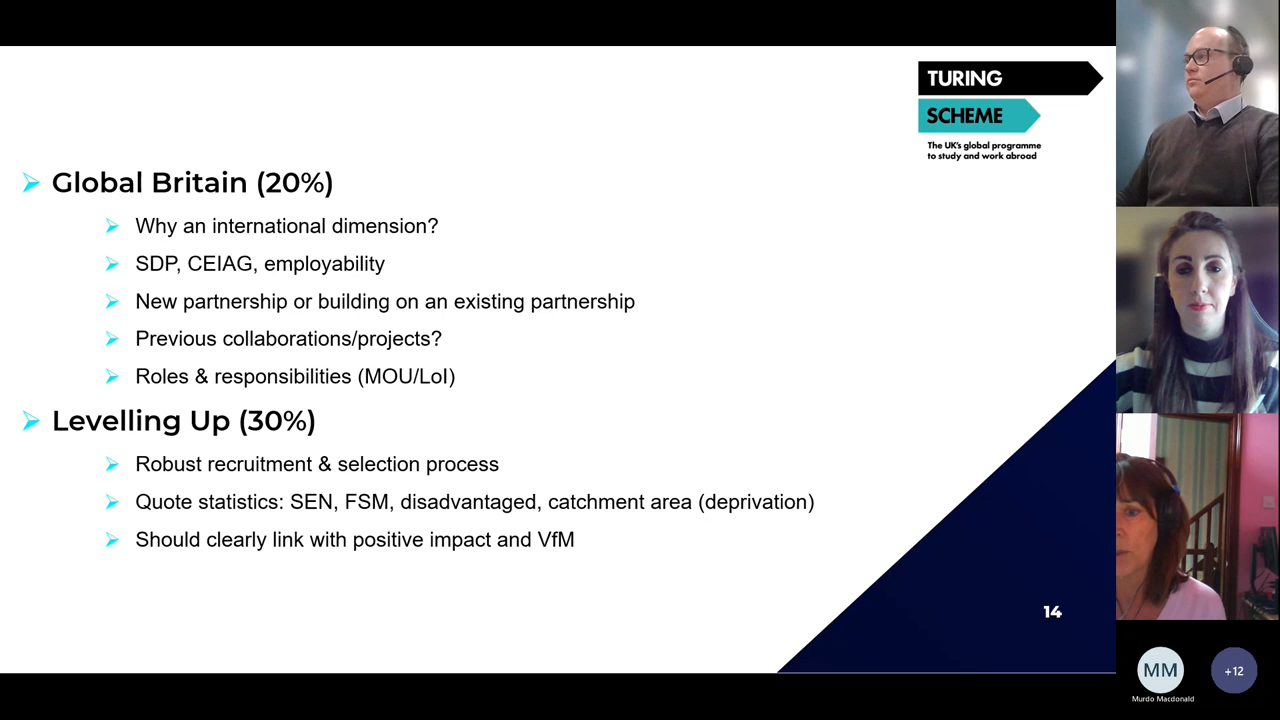 TURING
SCHEME
The UK's global programme
to study and work abroad
Global Britain (20%)
Why an international dimension?
SDP, CEIAG, employability
New partnership or building on an existing partnership
Previous collaborations/projects?
Roles & responsibilities (MOU/LoI)
Levelling Up (30%)
Robust recruitment & selection process
Quote statistics: SEN, FSM, disadvantaged, catchment area (deprivation)
Should clearly link with positive impact and VfM
14
MM
+12
Murdo Macdonald